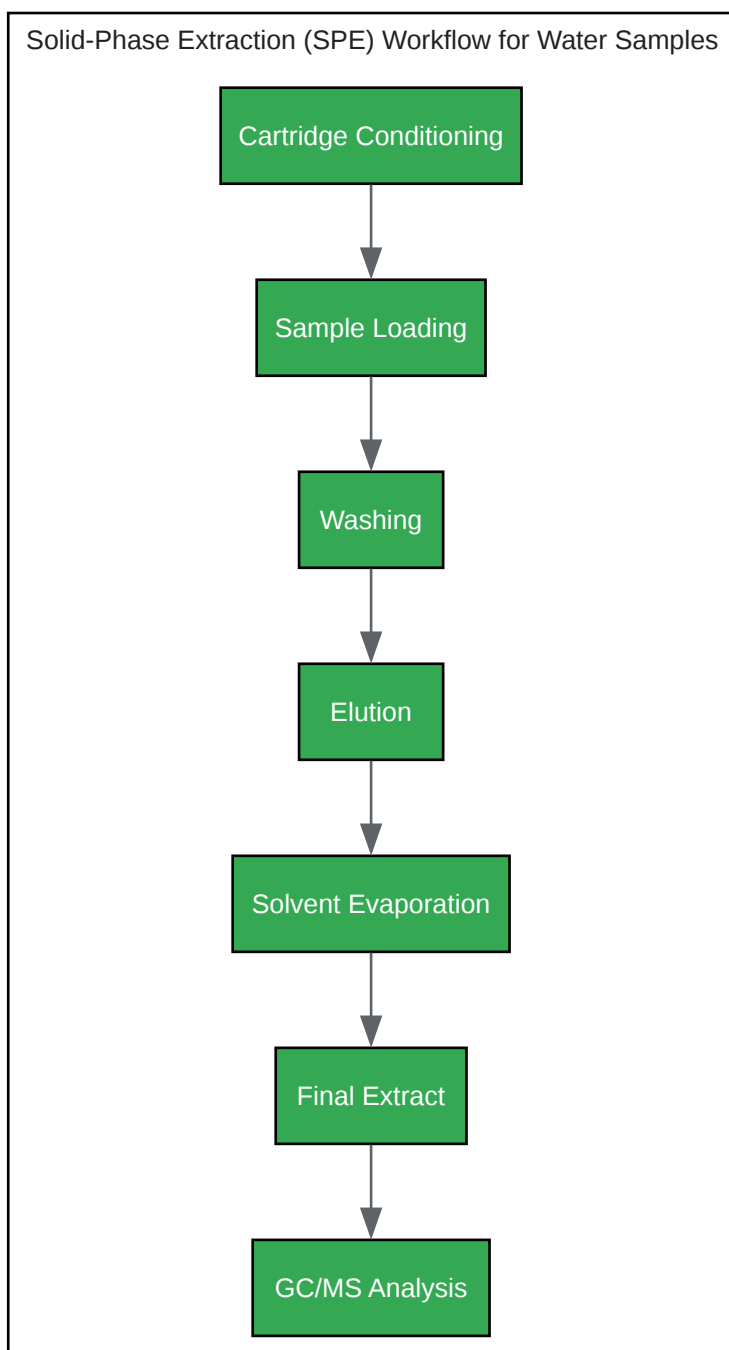 Solid-Phase Extraction (SPE) Workflow for Water Samples
Cartridge Conditioning
Sample Loading
Washing
Elution
Solvent Evaporation
Final Extract
GC/MS Analysis